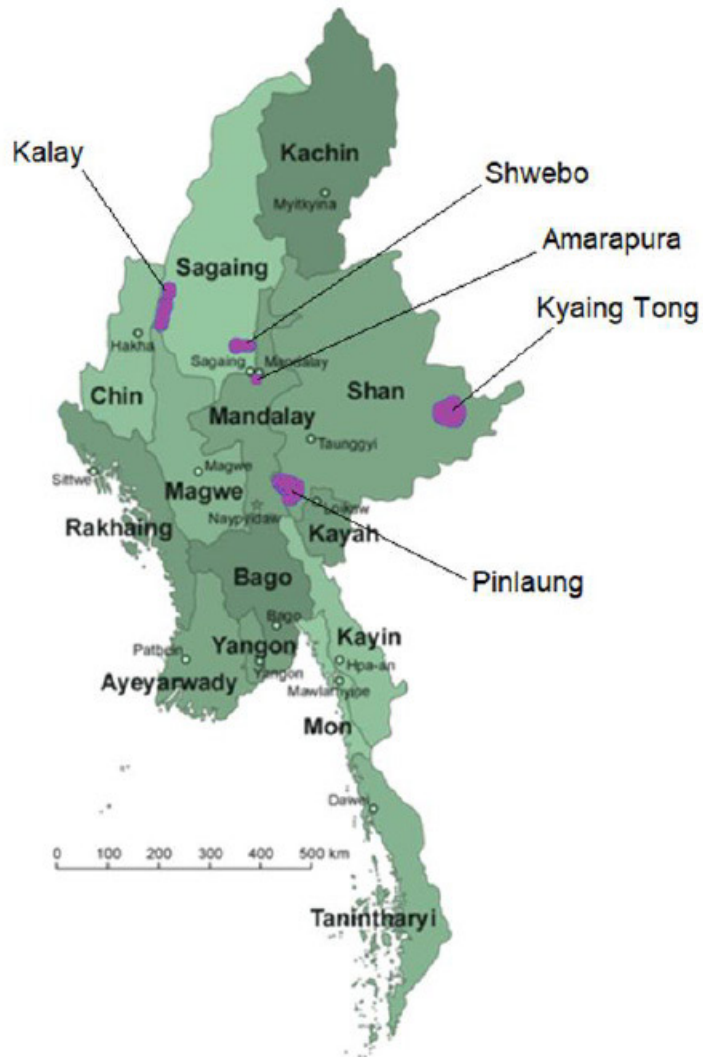 Kalay
Kachin
Shwebo
Myitkyina
Amarapura
Sagaing
Kyaing Tong
Hakha
Sagaing
Mandalay
Chin
Shan
Mandalay
Taunggyi
Magwe
Sittwe
Magwe
Loikaw
Naypyidaw
Rakhaing
Kayah
Bago
Pinlaung
Bago
Kayin
Yangon
Pathein
Hpa-an
Yangon
Ayeyarwady
Mawlamyine
Mon
Dawei
0 100 200 300 400 500 km
Tanintharyi